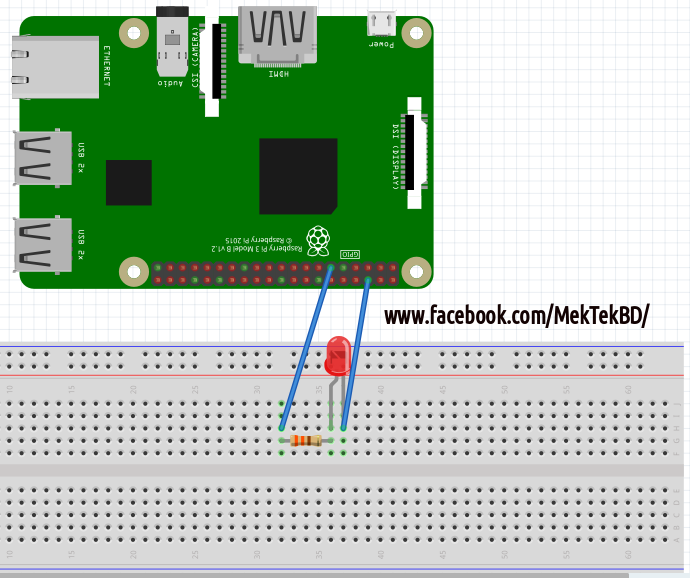 ETHERNET
Audio
CSI (CAMERA)
HDMI
Power
DSI (DISPLAY)
USB 2x
USB 2x
Raspberry Pi 3 Model B v1.2
© Raspberry Pi 2015
GPIO
www.facebook.com/MekTekBD/
10 15 20 25 30 35 40 45 50 55 60
J
I
H
G
F
E
D
C
B
A
10 15 20 25 30 35 40 45 50 55 60